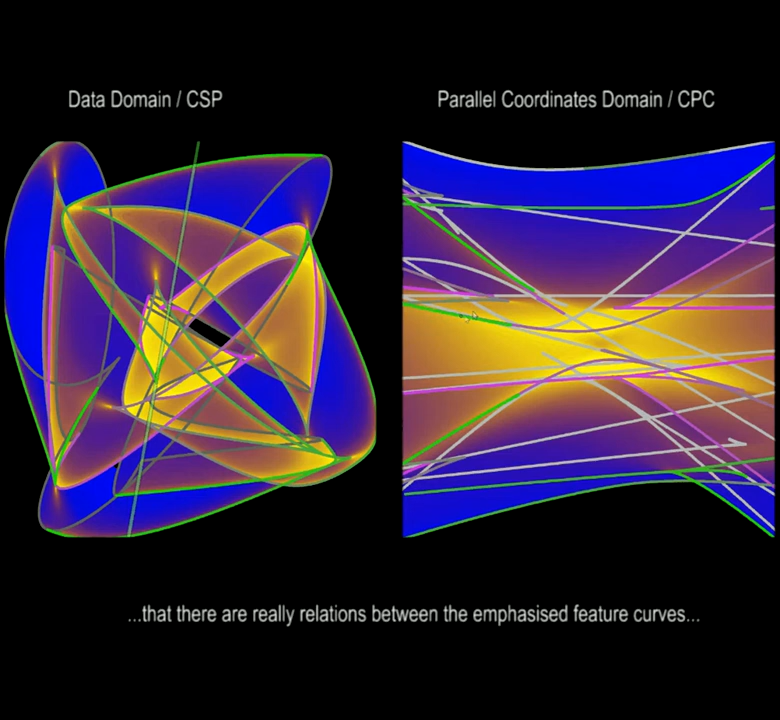 Data Domain / CSP
Parallel Coordinates Domain / CPC
...that there are really relations between the emphasised feature curves...